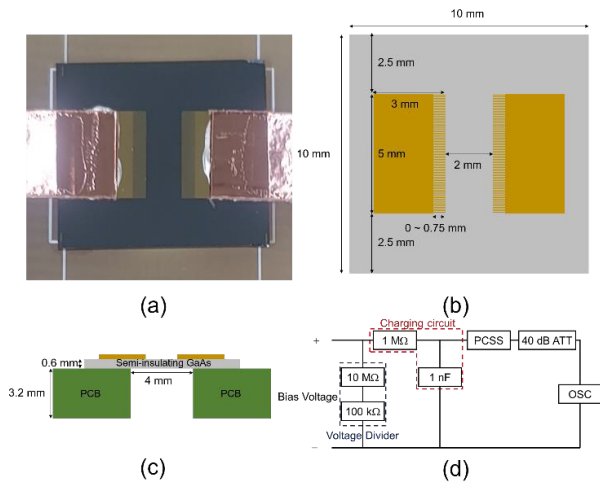 10 mm
2.5 mm
3 mm
10 mm
5 mm
2 mm
0 ~ 0.75 mm
2.5 mm
(a)
(b)
0.6 mm
Semi-insulating GaAs
3.2 mm
PCB
4 mm
PCB
(c)
Charging circuit
+
1 MΩ
PCSS
40 dB ATT
10 MΩ
1 nF
Bias Voltage
OSC
100 kΩ
Voltage Divider
−
(d)